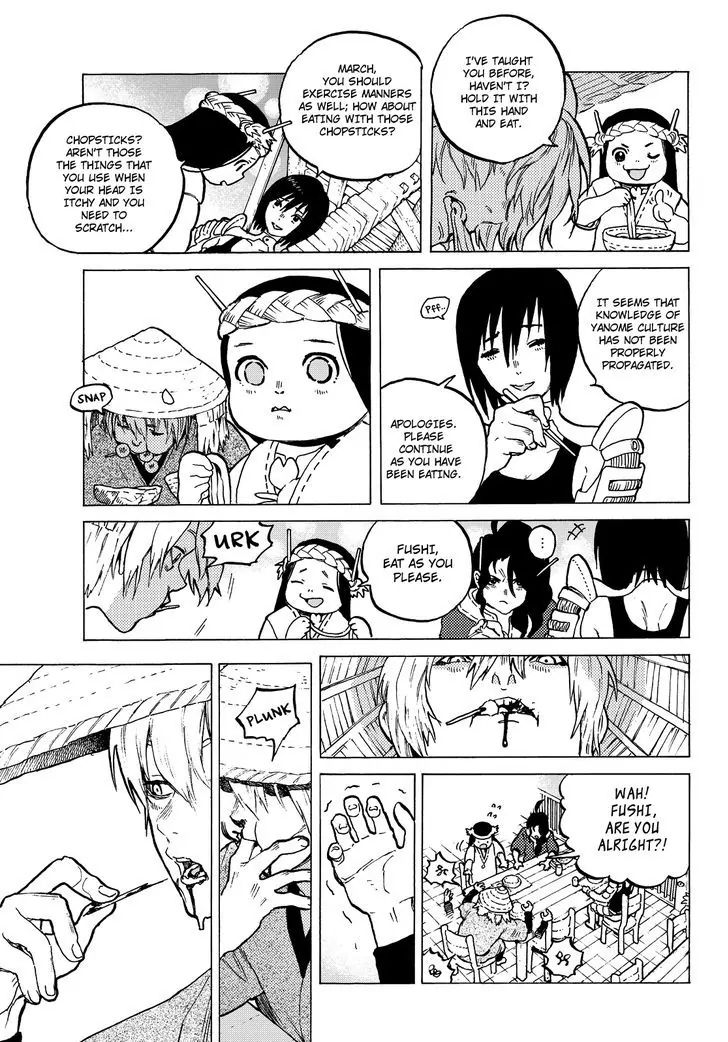 I'VE TAUGHT
YOU BEFORE,
HAVEN'T I?
HOLD IT WITH
THIS HAND
AND EAT.
MARCH,
YOU SHOULD
EXERCISE MANNERS
AS WELL; HOW ABOUT
EATING WITH THOSE
CHOPSTICKS?
CHOPSTICKS?
AREN'T THOSE
THE THINGS THAT
YOU USE WHEN
YOUR HEAD IS
ITCHY AND YOU
NEED TO
SCRATCH...
IT SEEMS THAT
KNOWLEDGE OF
YANOME CULTURE
HAS NOT BEEN
PROPERLY
PROPAGATED.
Pff..
APOLOGIES.
PLEASE
CONTINUE
AS YOU HAVE
BEEN EATING.
SNAP
...
FUSHI,
EAT AS YOU
PLEASE.
URK
PLUNK
WAH!
FUSHI,
ARE YOU
ALRIGHT?!